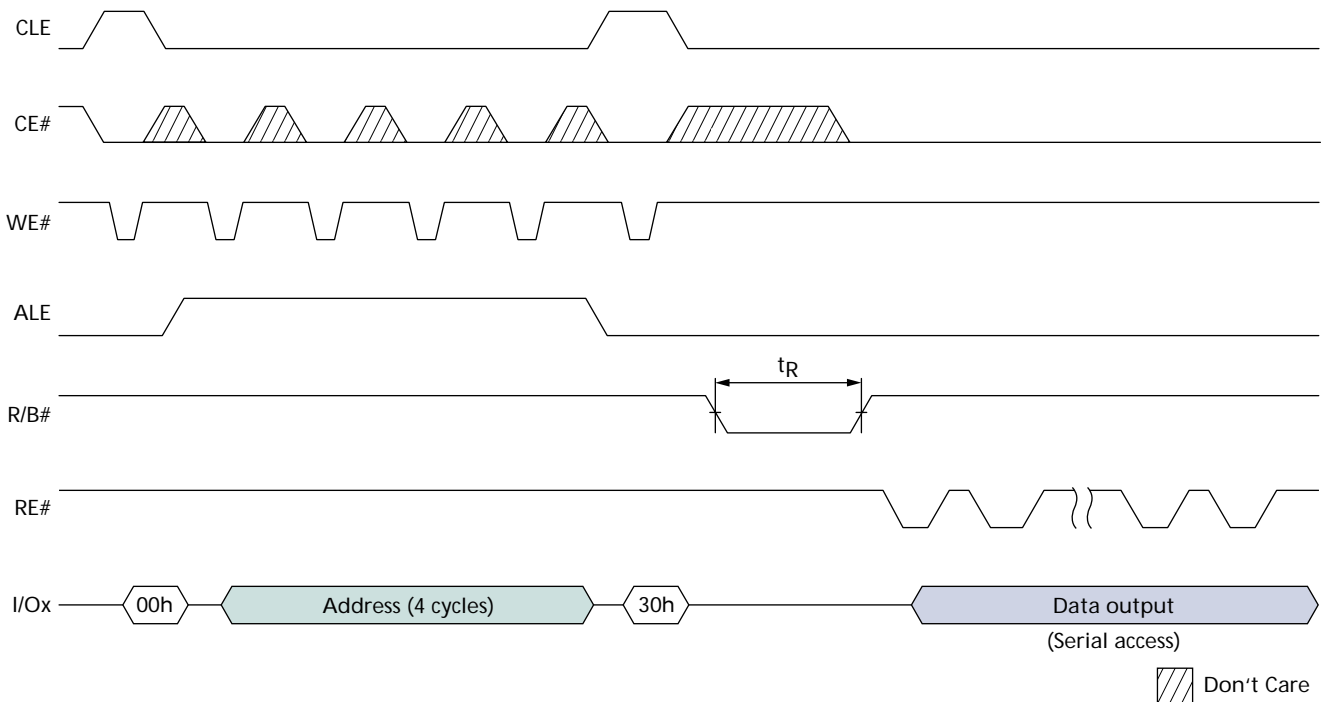 CLE
CE#
WE#
ALE
tR
R/B#
RE#
I/Ox
00h
Address (4 cycles)
30h
Data output
(Serial access)
Don‘t Care